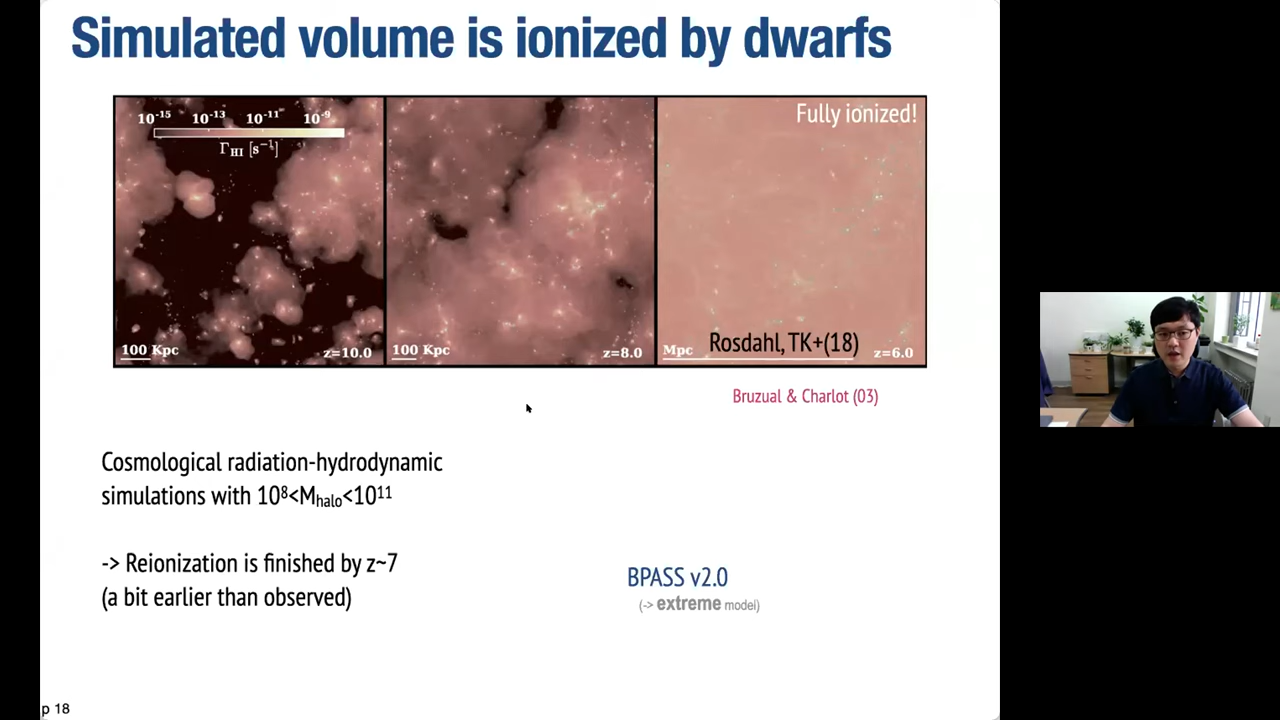 Simulated volume is ionized by dwarfs
10⁻¹⁵ 10⁻¹³ 10⁻¹¹ 10⁻⁹
Γ_HI [s⁻¹]
100 Kpc
z=10.0
100 Kpc
z=8.0
Fully ionized!
Mpc
Rosdahl, TK+(18)
z=6.0
Bruzual & Charlot (03)
Cosmological radiation-hydrodynamic
simulations with 10⁸<M_halo<10¹¹
-> Reionization is finished by z~7
(a bit earlier than observed)
BPASS v2.0
(-> extreme model)
p 18